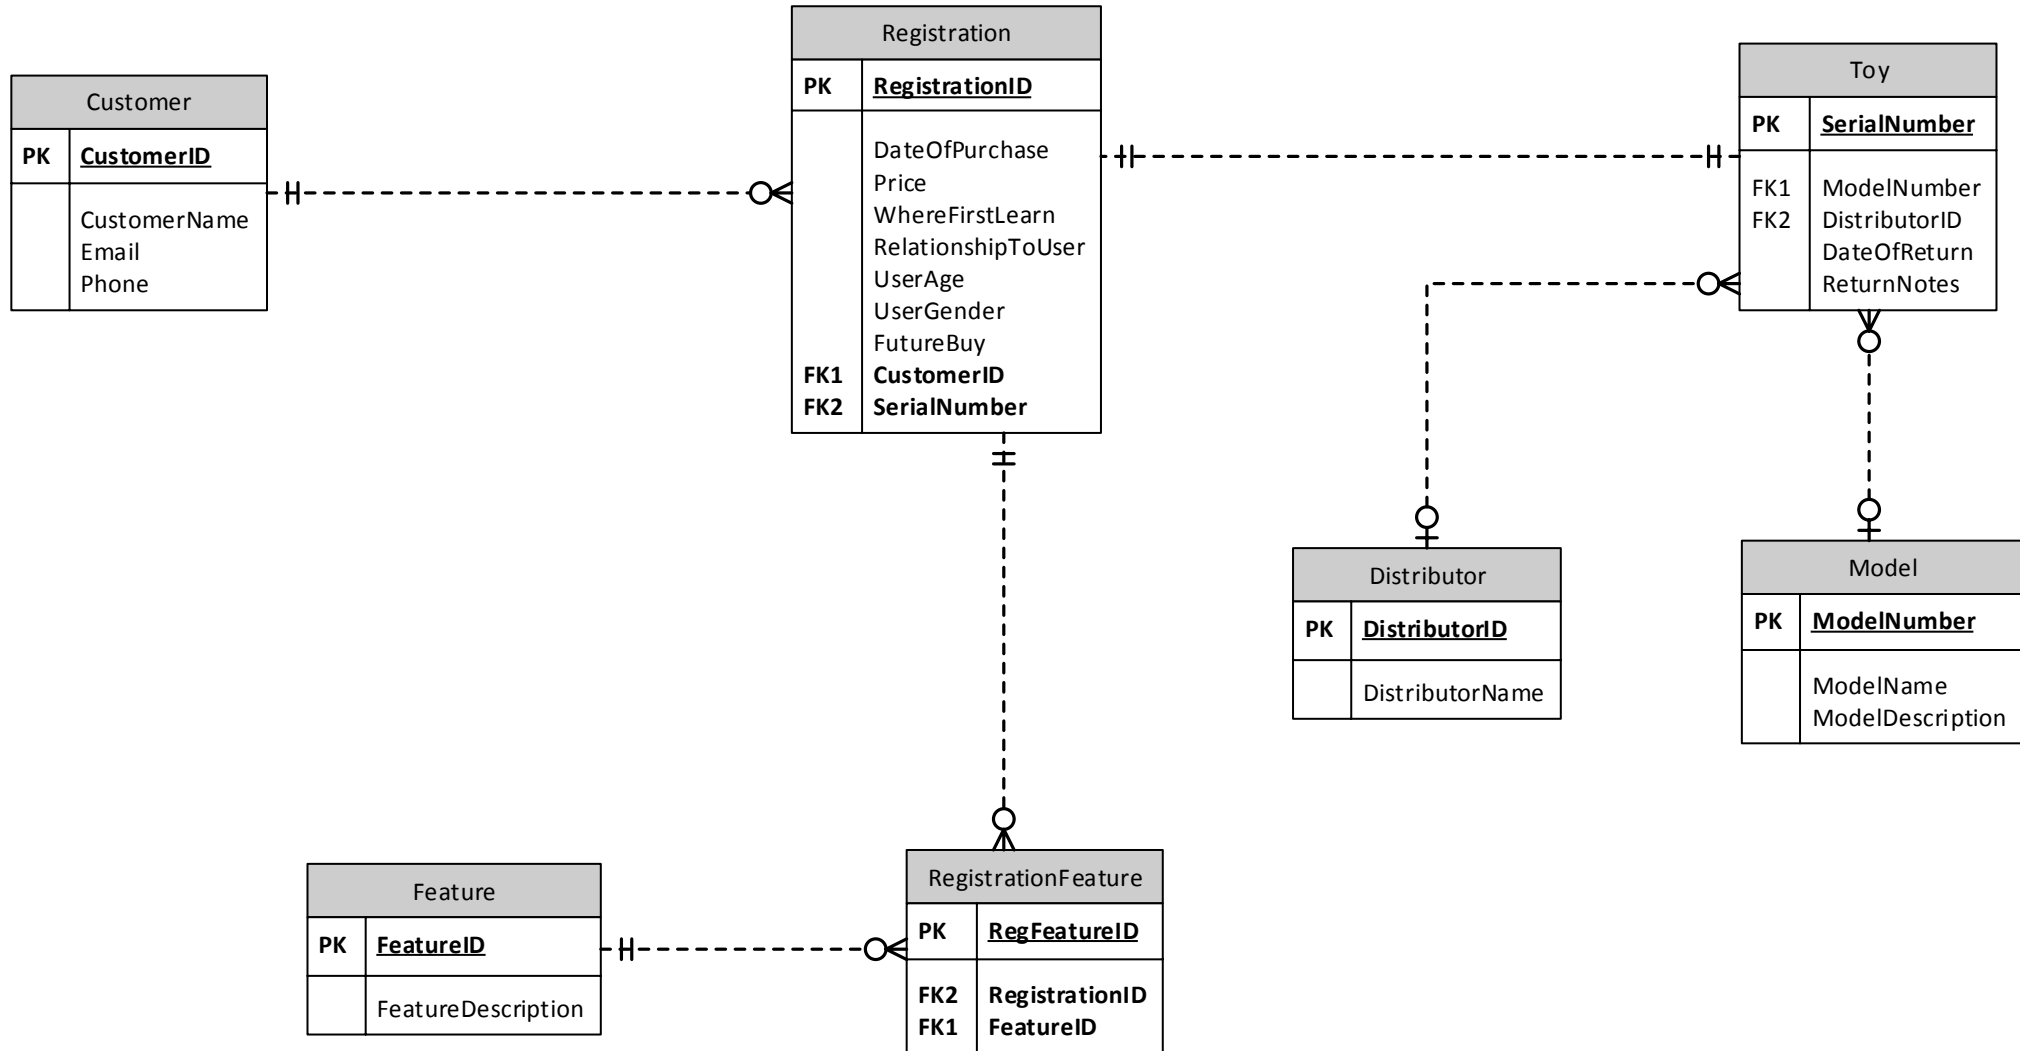 Customer
PK CustomerID
CustomerName
Email
Phone
Registration
PK RegistrationID
DateOfPurchase
Price
WhereFirstLearn
RelationshipToUser
UserAge
UserGender
FutureBuy
FK1 CustomerID
FK2 SerialNumber
Toy
PK SerialNumber
FK1 ModelNumber
FK2 DistributorID
DateOfReturn
ReturnNotes
Distributor
PK DistributorID
DistributorName
Model
PK ModelNumber
ModelName
ModelDescription
Feature
PK FeatureID
FeatureDescription
RegistrationFeature
PK RegFeatureID
FK2 RegistrationID
FK1 FeatureID